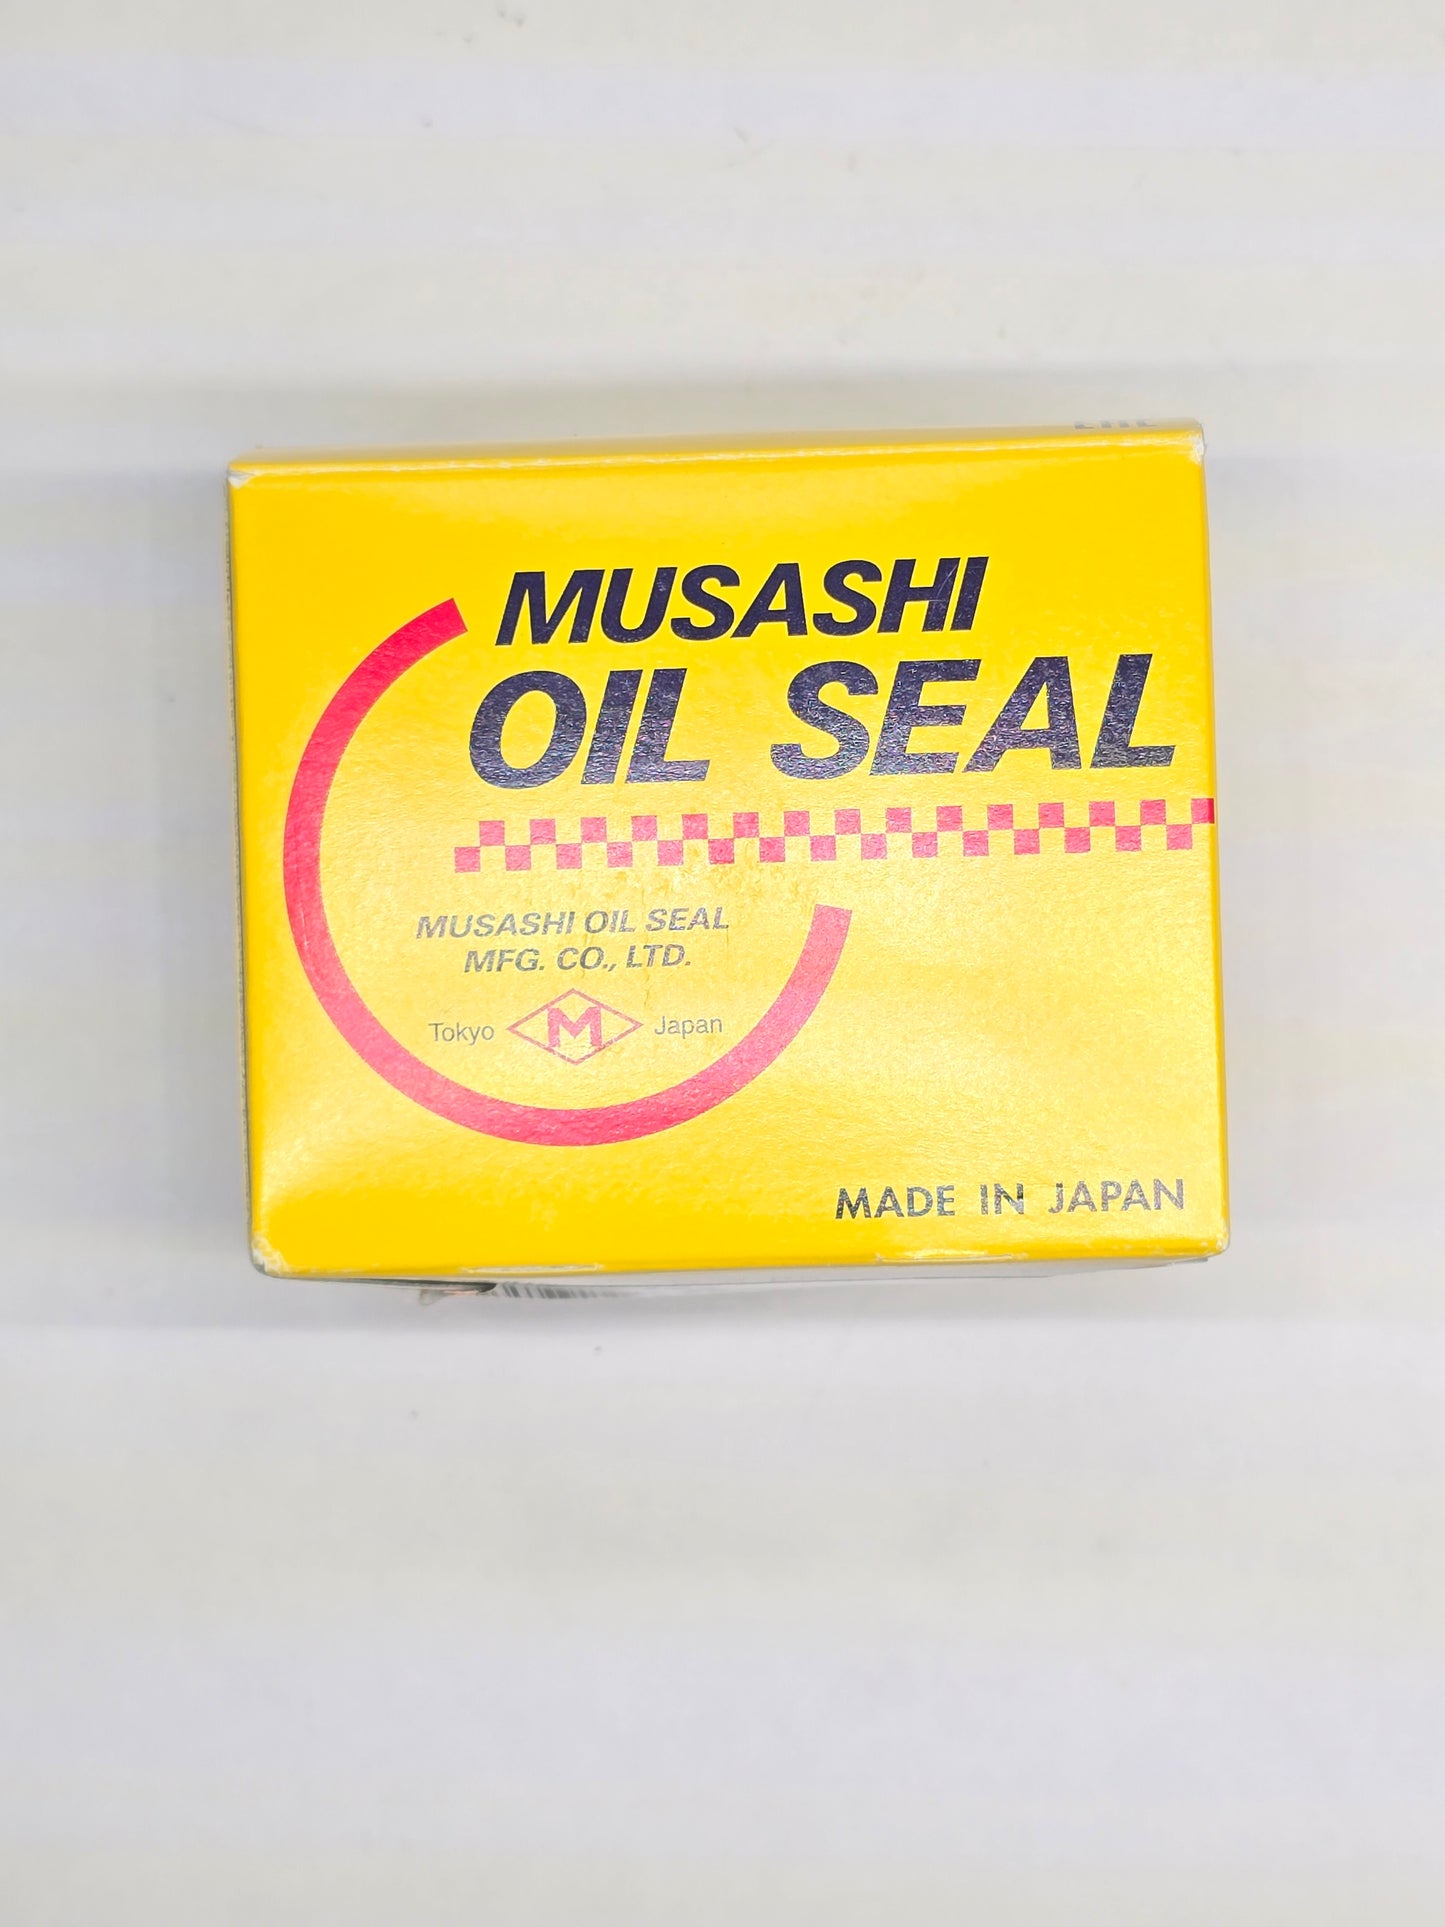 MUSASHI
OIL SEAL
MUSASHI OIL SEAL
MFG. CO., LTD.
Tokyo M Japan
MADE IN JAPAN